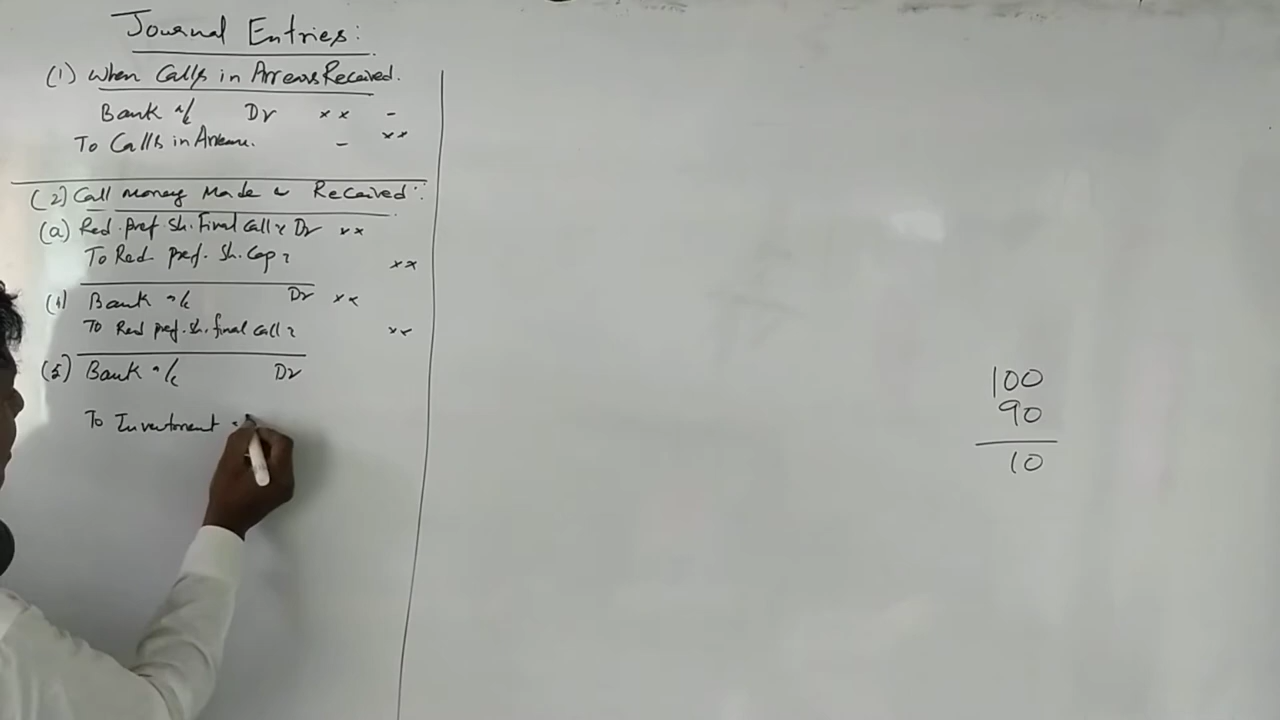 Journal Entries:
(1) When Calls in Arrears Received.
Bank a/c Dr xx -
To Calls in Arrears. - xx
(2) Call money Made & Received:
(a) Red. pref Sh. Final Call a/c Dr xx
To Red. pref. Sh. Cap a/c xx
Bank a/c Dr xx
To Red pref. sh. final call a/c xx
Bank a/c Dr
To Investment
100
90
10